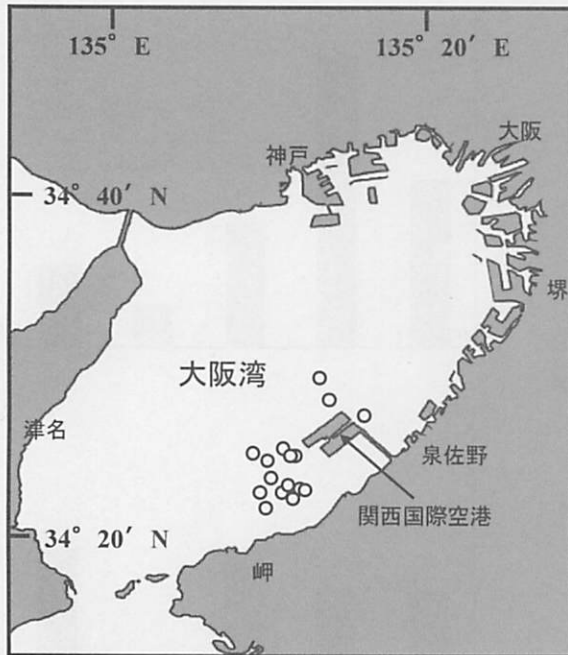 135° E
135° 20′ E
大阪
神戸
34° 40′ N
堺
大阪湾
津名
泉佐野
関西国際空港
34° 20′ N
岬